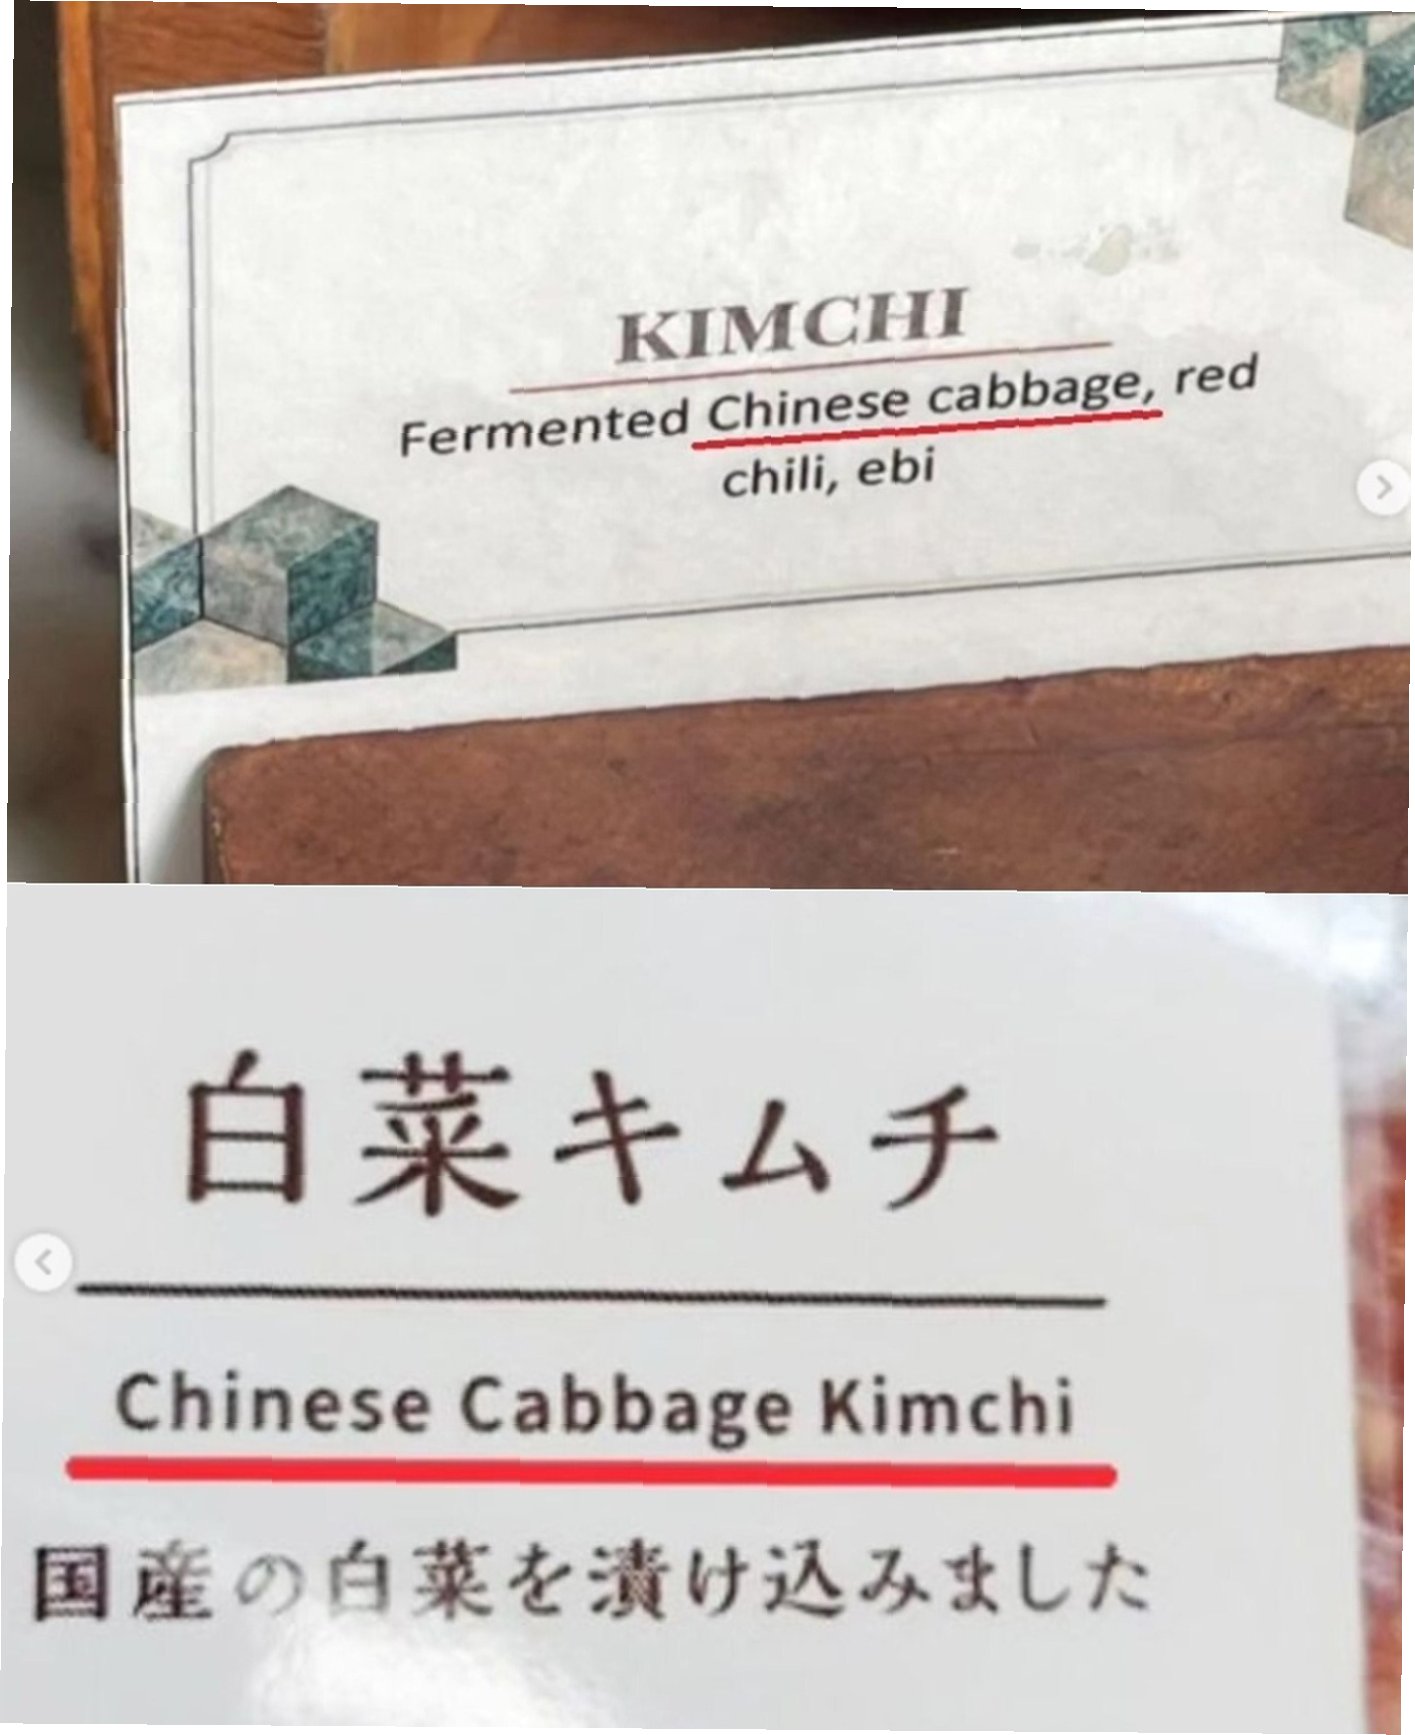 KIMCHI
Fermented Chinese cabbage, red
chili, ebi
白菜キムチ
Chinese Cabbage Kimchi
国産の白菜を漬け込みました